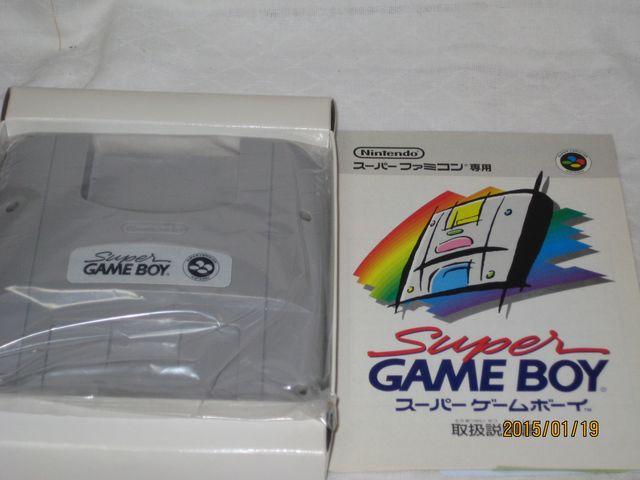 Nintendo
Super
GAME BOY
Nintendo
スーパーファミコン専用
Super
GAME BOY
スーパーゲームボーイ
取扱説
2015/01/19